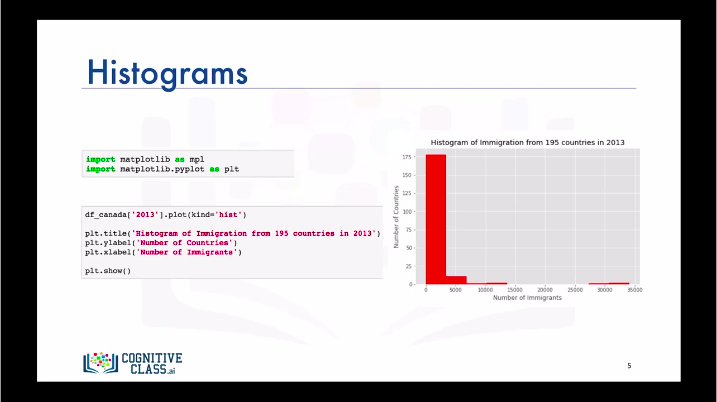 Histograms
import matplotlib as mpl
import matplotlib.pyplot as plt
df_canada['2013'].plot(kind='hist')
plt.title('Histogram of Immigration from 195 countries in 2013')
plt.ylabel('Number of Countries')
plt.xlabel('Number of Immigrants')
plt.show()
Histogram of Immigration from 195 countries in 2013
Number of Countries
175
150
125
100
75
50
25
0
0 5000 10000 15000 20000 25000 30000 35000
Number of Immigrants
COGNITIVE
CLASS.ai
5